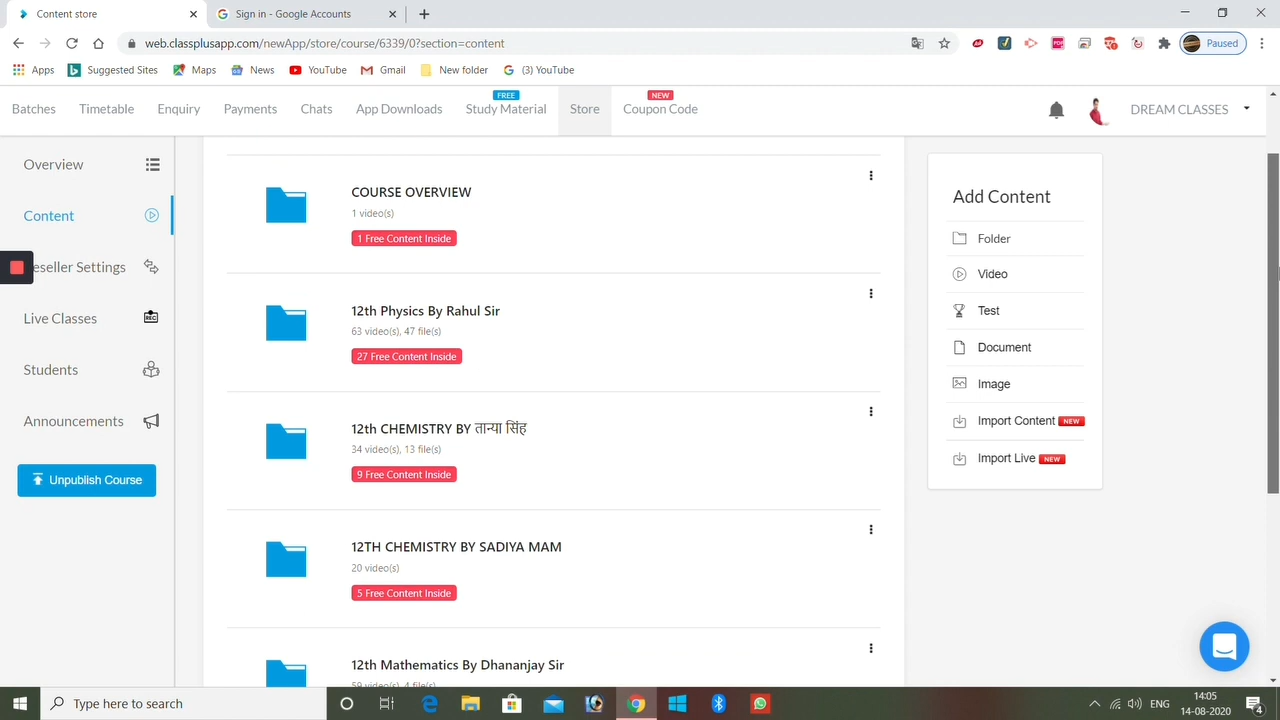 Content store
Sign in - Google Accounts
web.classplusapp.com/newApp/store/course/6339/0?section=content
Paused
Apps
Suggested Sites
Maps
News
YouTube
Gmail
New folder
(3) YouTube
Batches
Timetable
Enquiry
Payments
Chats
App Downloads
FREE
Study Material
Store
NEW
Coupon Code
DREAM CLASSES
Overview
Content
eseller Settings
Live Classes
REC
Students
Announcements
Unpublish Course
COURSE OVERVIEW
1 video(s)
1 Free Content Inside
12th Physics By Rahul Sir
63 video(s), 47 file(s)
27 Free Content Inside
12th CHEMISTRY BY तान्या सिंह
34 video(s), 13 file(s)
9 Free Content Inside
12TH CHEMISTRY BY SADIYA MAM
20 video(s)
5 Free Content Inside
12th Mathematics By Dhananjay Sir
59 video(s), 4 file(s)
Add Content
Folder
Video
Test
Document
Image
Import Content NEW
Import Live NEW
Type here to search
ENG
14:05
14-08-2020
4